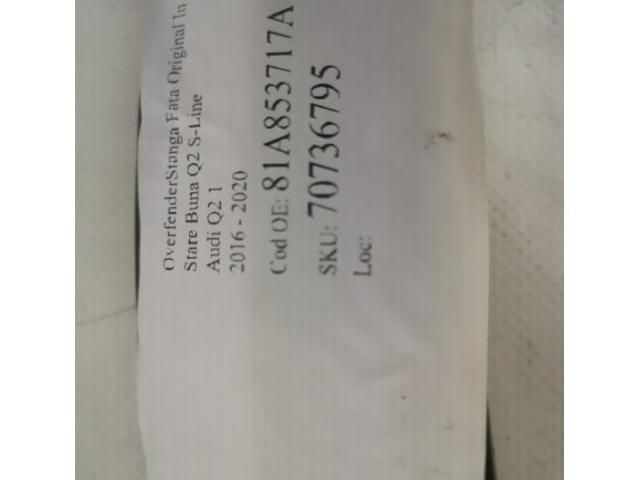 OverfenderStanga Fata Original In
Stare Buna Q2 S-Line
Audi Q2 1
2016 - 2020
Cod OE: 81A853717A
SKU: 70736795
Loc: